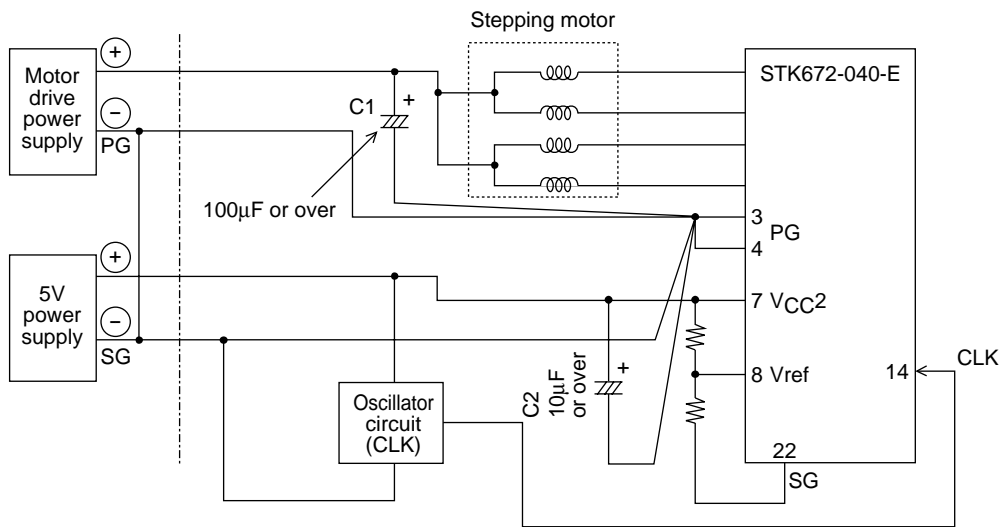 Stepping motor
+
Motor
drive
power
supply
−
PG
C1
+
100μF or over
STK672-040-E
3
PG
4
+
5V
power
supply
−
SG
7 VCC2
8 Vref
14
CLK
C2
10μF
or over
+
Oscillator
circuit
(CLK)
22
SG